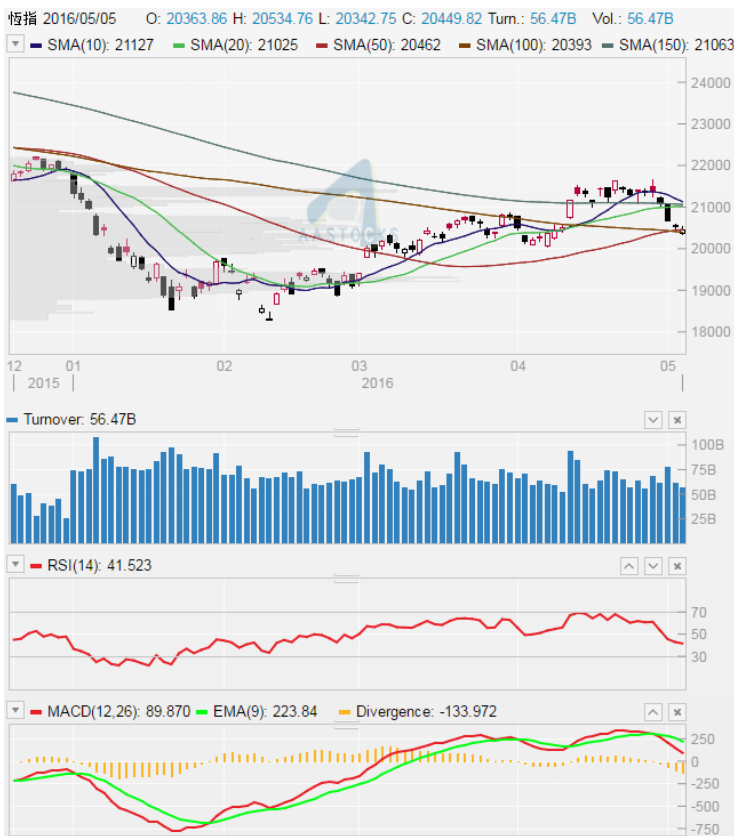 恆指 2016/05/05 O: 20363.86 H: 20534.76 L: 20342.75 C: 20449.82 Turn.: 56.47B Vol.: 56.47B
SMA(10): 21127 SMA(20): 21025 SMA(50): 20462 SMA(100): 20393 SMA(150): 21063
24000
23000
22000
21000
AASTOCKS
20000
19000
18000
12 01 02 03 04 05
2015 2016
Turnover: 56.47B
100B
75B
50B
25B
RSI(14): 41.523
70
50
30
MACD(12,26): 89.870 EMA(9): 223.84 Divergence: -133.972
250
0
-250
-500
-750